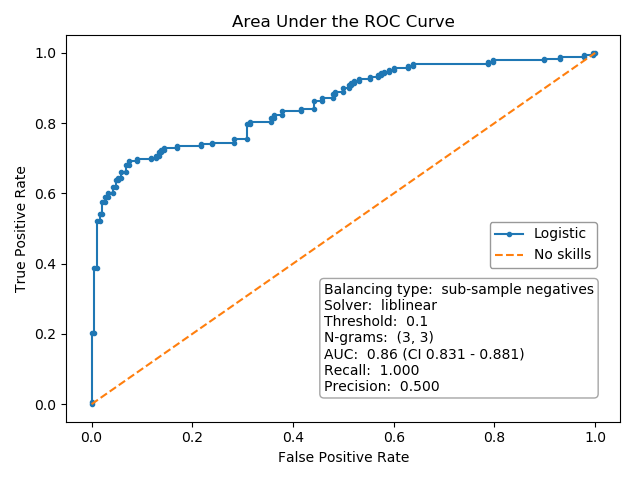 Area Under the ROC Curve
True Positive Rate
1.0
0.8
0.6
0.4
0.2
0.0
Logistic
No skills
Balancing type:  sub-sample negatives
Solver:  liblinear
Threshold:  0.1
N-grams:  (3, 3)
AUC:  0.86 (CI 0.831 - 0.881)
Recall:  1.000
Precision:  0.500
0.0 0.2 0.4 0.6 0.8 1.0
False Positive Rate